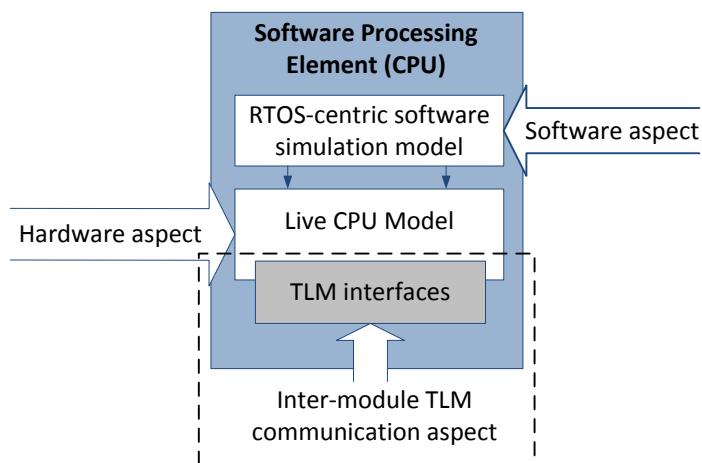 Software Processing
Element (CPU)
RTOS-centric software
simulation model
Software aspect
Live CPU Model
Hardware aspect
TLM interfaces
Inter-module TLM
communication aspect